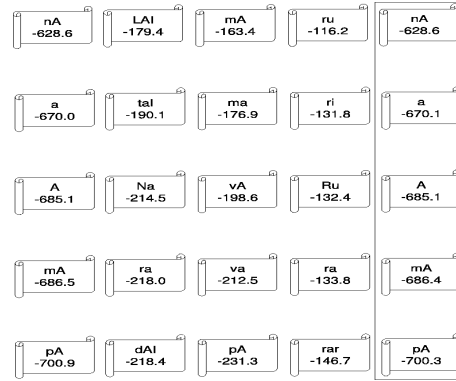 nA LAI mA ru nA
-628.6 -179.4 -163.4 -116.2 -628.6
a tal ma ri a
-670.0 -190.1 -176.9 -131.8 -670.1
A Na vA Ru A
-685.1 -214.5 -198.6 -132.4 -685.1
mA ra va ra mA
-686.5 -218.0 -212.5 -133.8 -686.4
pA dAI pA rar pA
-700.9 -218.4 -231.3 -146.7 -700.3